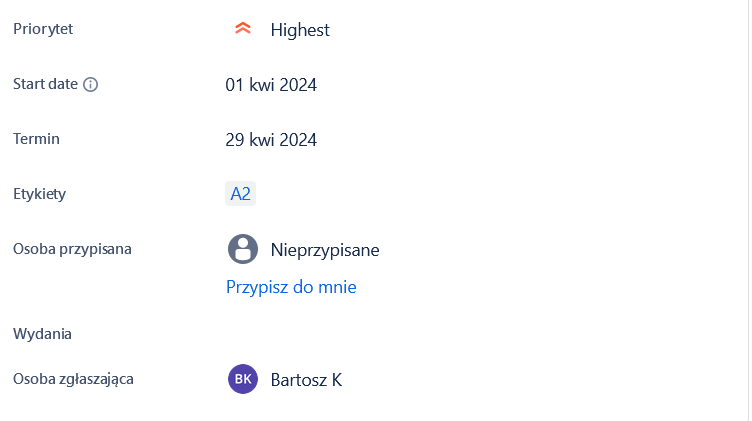 Priorytet Highest
Start date 01 kwi 2024
Termin 29 kwi 2024
Etykiety A2
Osoba przypisana Nieprzypisane
Przypisz do mnie
Wydania
Osoba zgłaszająca BK Bartosz K